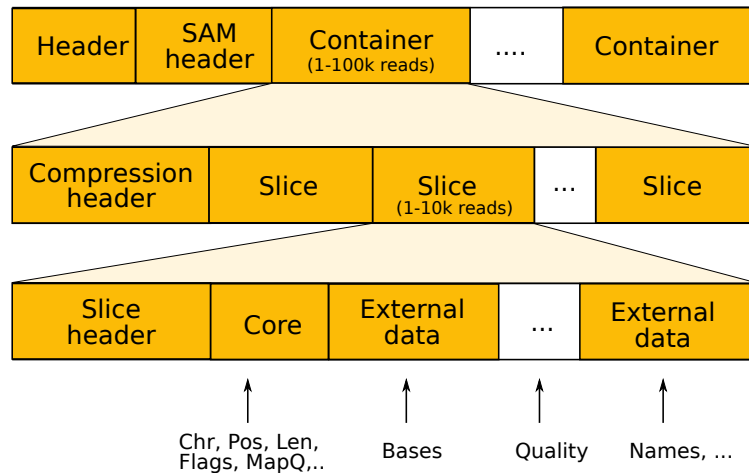 Header
SAM
header
Container
(1-100k reads)
....
Container
Compression
header
Slice
Slice
(1-10k reads)
...
Slice
Slice
header
Core
External
data
...
External
data
Chr, Pos, Len,
Flags, MapQ,..
Bases
Quality
Names, ...